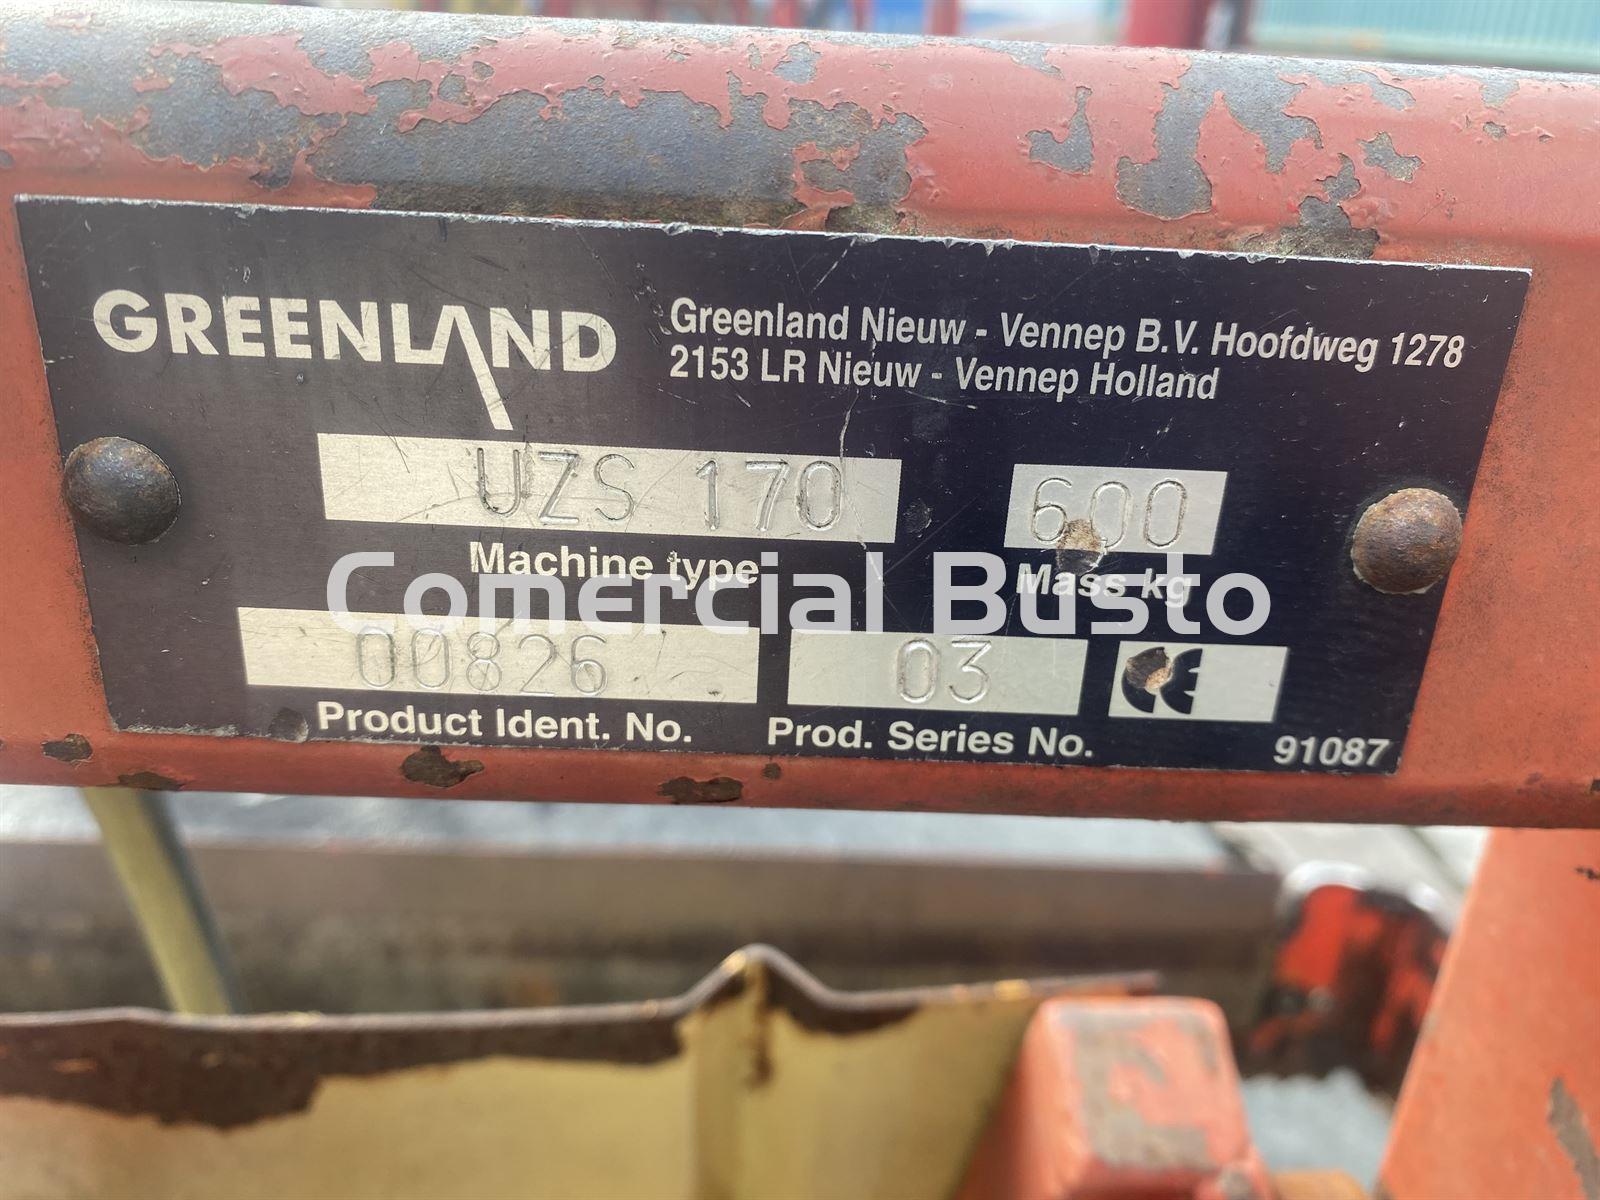 GREENLAND
Greenland Nieuw - Vennep B.V. Hoofdweg 1278
2153 LR Nieuw - Vennep Holland
UZS 170
600
Machine type
Mass kg
Comercial Busto
00826
03
CE
Product Ident. No.
Prod. Series No.
91087